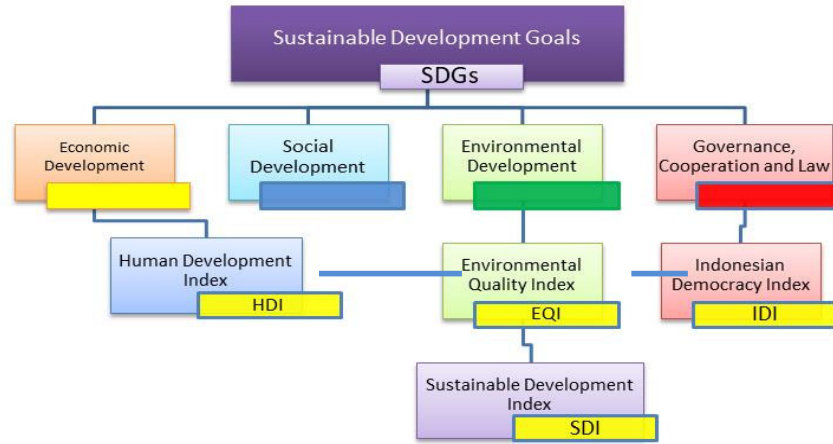 Sustainable Development Goals
SDGs
Economic
Development
Social
Development
Environmental
Development
Governance,
Cooperation and Law
Human Development
Index
HDI
Environmental
Quality Index
EQI
Indonesian
Democracy Index
IDI
Sustainable Development
Index
SDI